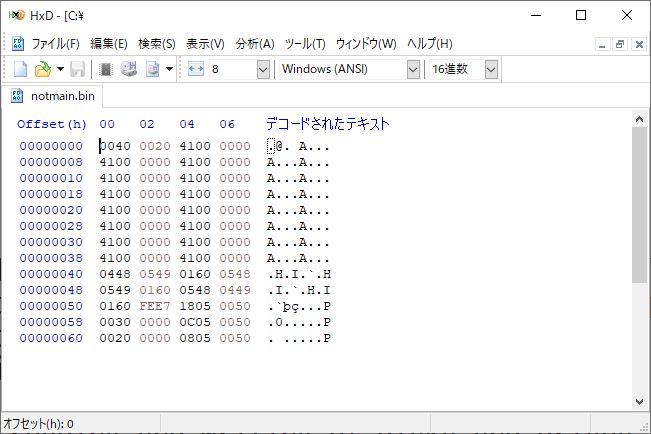 HxD - [C:¥
ファイル(F) 編集(E) 検索(S) 表示(V) 分析(A) ツール(T) ウィンドウ(W) ヘルプ(H)
8 Windows (ANSI) 16進数
notmain.bin
Offset(h) 00 02 04 06 デコードされたテキスト
00000000 0040 0020 4100 0000 .@. A...
00000008 4100 0000 4100 0000 A...A...
00000010 4100 0000 4100 0000 A...A...
00000018 4100 0000 4100 0000 A...A...
00000020 4100 0000 4100 0000 A...A...
00000028 4100 0000 4100 0000 A...A...
00000030 4100 0000 4100 0000 A...A...
00000038 4100 0000 4100 0000 A...A...
00000040 0448 0549 0160 0548 .H.I.`.H
00000048 0549 0160 0548 0449 .I.`.H.I
00000050 0160 FEE7 1805 0050 .`þç...P
00000058 0030 0000 0C05 0050 .0.....P
00000060 0020 0000 0805 0050 . .....P
オフセット(h): 0